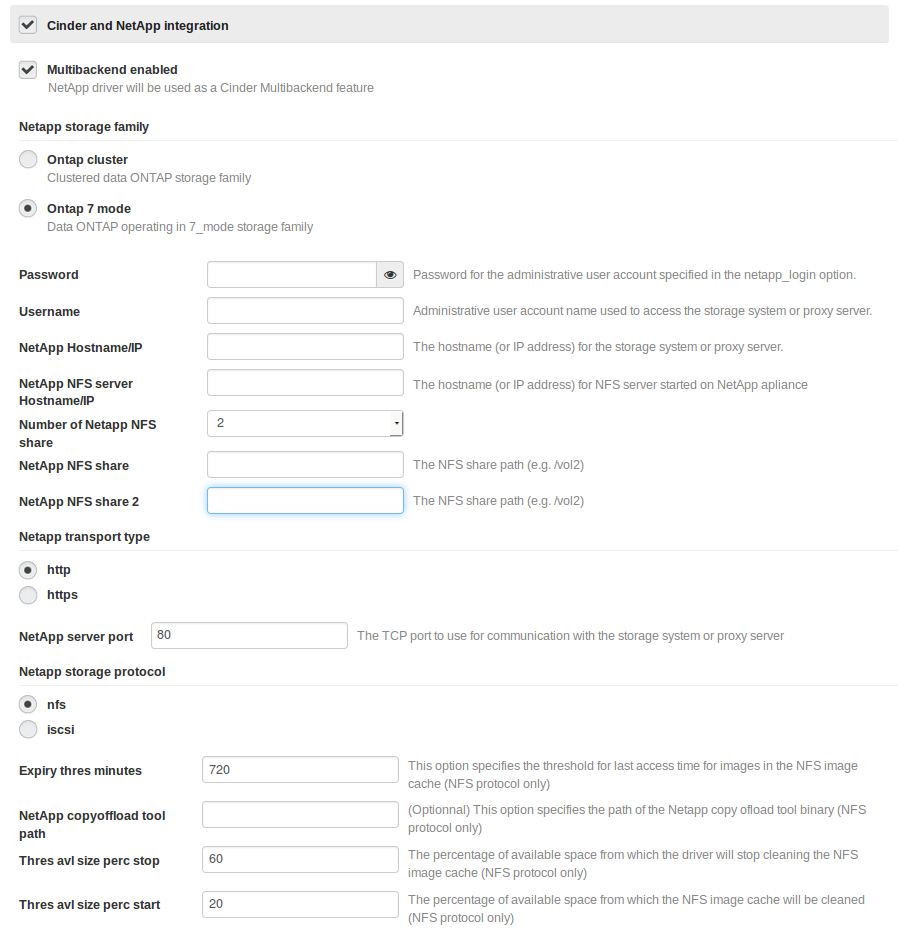 Cinder and NetApp integration
Multibackend enabled
NetApp driver will be used as a Cinder Multibackend feature
Netapp storage family
Ontap cluster
Clustered data ONTAP storage family
Ontap 7 mode
Data ONTAP operating in 7_mode storage family
Password
Password for the administrative user account specified in the netapp_login option.
Username
Administrative user account name used to access the storage system or proxy server.
NetApp Hostname/IP
The hostname (or IP address) for the storage system or proxy server.
NetApp NFS server
Hostname/IP
The hostname (or IP address) for NFS server started on NetApp apliance
Number of Netapp NFS
share
2
NetApp NFS share
The NFS share path (e.g. /vol2)
NetApp NFS share 2
The NFS share path (e.g. /vol2)
Netapp transport type
http
https
NetApp server port
80
The TCP port to use for communication with the storage system or proxy server
Netapp storage protocol
nfs
iscsi
Expiry thres minutes
720
This option specifies the threshold for last access time for images in the NFS image
cache (NFS protocol only)
NetApp copyoffload tool
path
(Optionnal) This option specifies the path of the Netapp copy ofload tool binary (NFS
protocol only)
Thres avl size perc stop
60
The percentage of available space from which the driver will stop cleaning the NFS
image cache (NFS protocol only)
Thres avl size perc start
20
The percentage of available space from which the NFS image cache will be cleaned
(NFS protocol only)